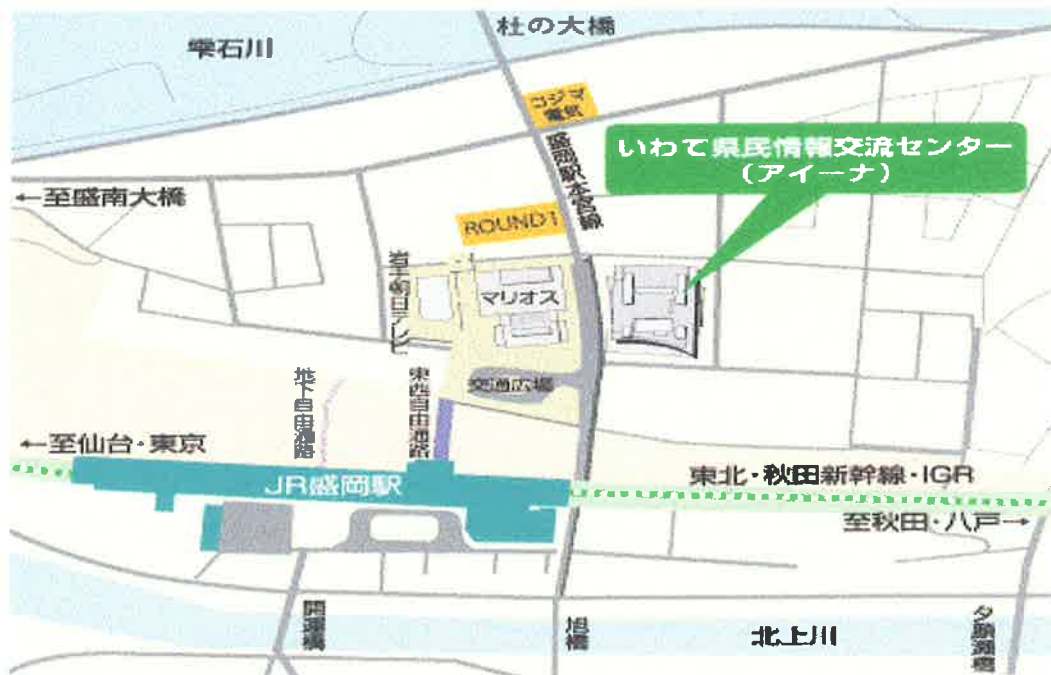 雫石川
杜の大橋
コジマ
電気
いわて県民情報交流センター
(アイーナ)
盛岡駅本宮線
←至盛南大橋
ROUND1
岩手朝日テレビ
マリオス
交通広場
地下自由通路
東西自由通路
←至仙台・東京
JR盛岡駅
東北・秋田新幹線・IGR
至秋田・八戸→
開運橋
旭橋
北上川
夕顔瀬橋